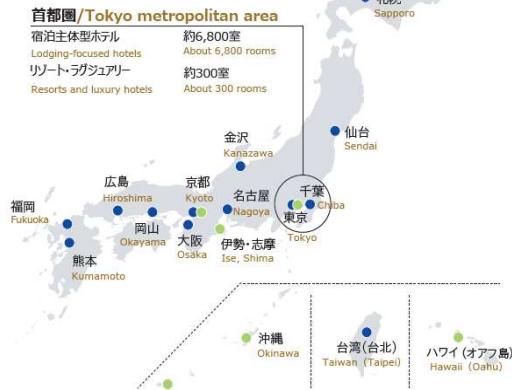 首都圏/Tokyo metropolitan area
宿泊主体型ホテル 約6,800室
Lodging-focused hotels About 6,800 rooms
リゾート・ラグジュアリー 約300室
Resorts and luxury hotels About 300 rooms
札幌
Sapporo
仙台
Sendai
金沢
Kanazawa
広島
Hiroshima
京都
Kyoto
名古屋
Nagoya
千葉
Chiba
東京
Tokyo
福岡
Fukuoka
岡山
Okayama
大阪
Osaka
伊勢・志摩
Ise, Shima
熊本
Kumamoto
沖縄
Okinawa
台湾(台北)
Taiwan (Taipei)
ハワイ (オアフ島)
Hawaii (Oahu)